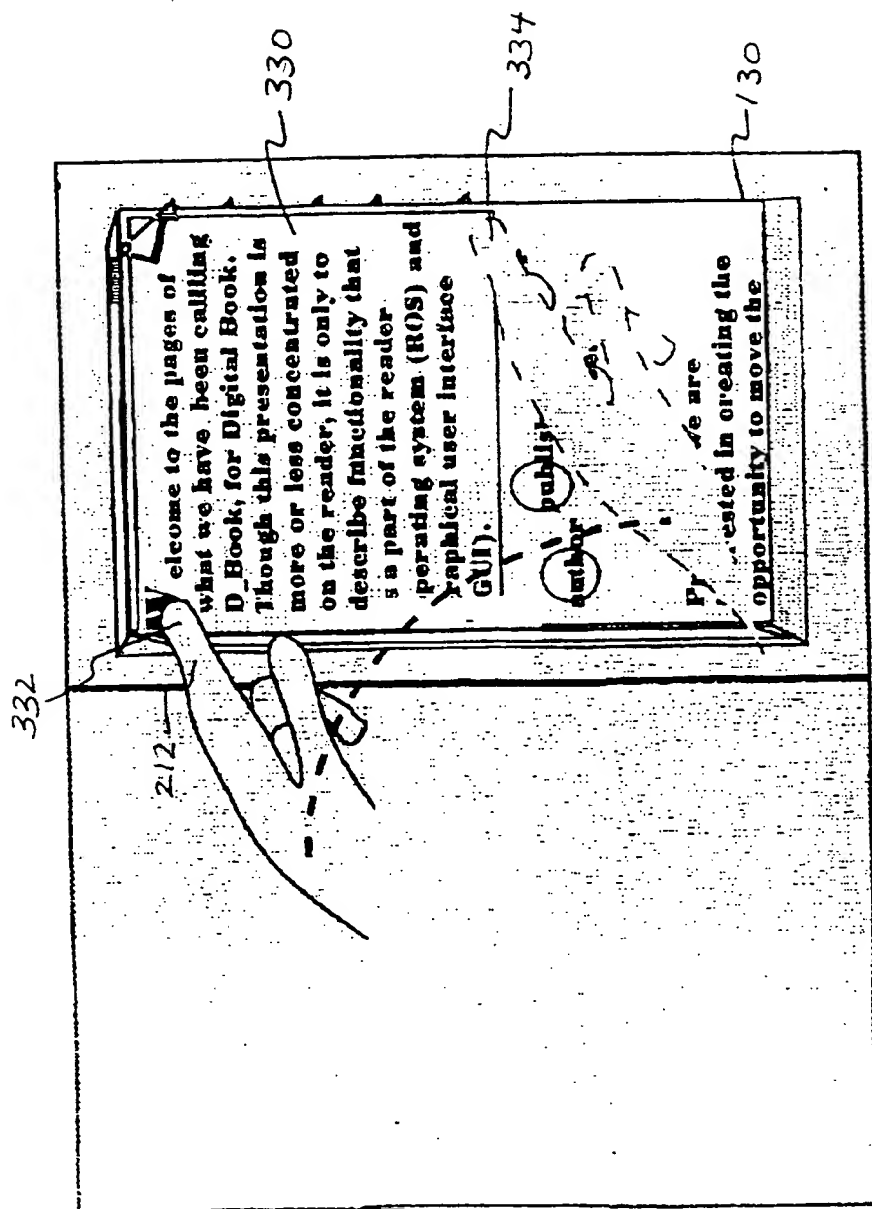 elcome to the pages of
what we have been callling
D_Book, for Digital Book.
Though this presentation is
more or less concentrated
on the reader, it is only to
describe functionality that
s a part of the reader
perating system (ROS) and
raphical user interface
GUI).
author publis
Pr
e are
ested in creating the
opportunity to move the
330
334
130
332
212